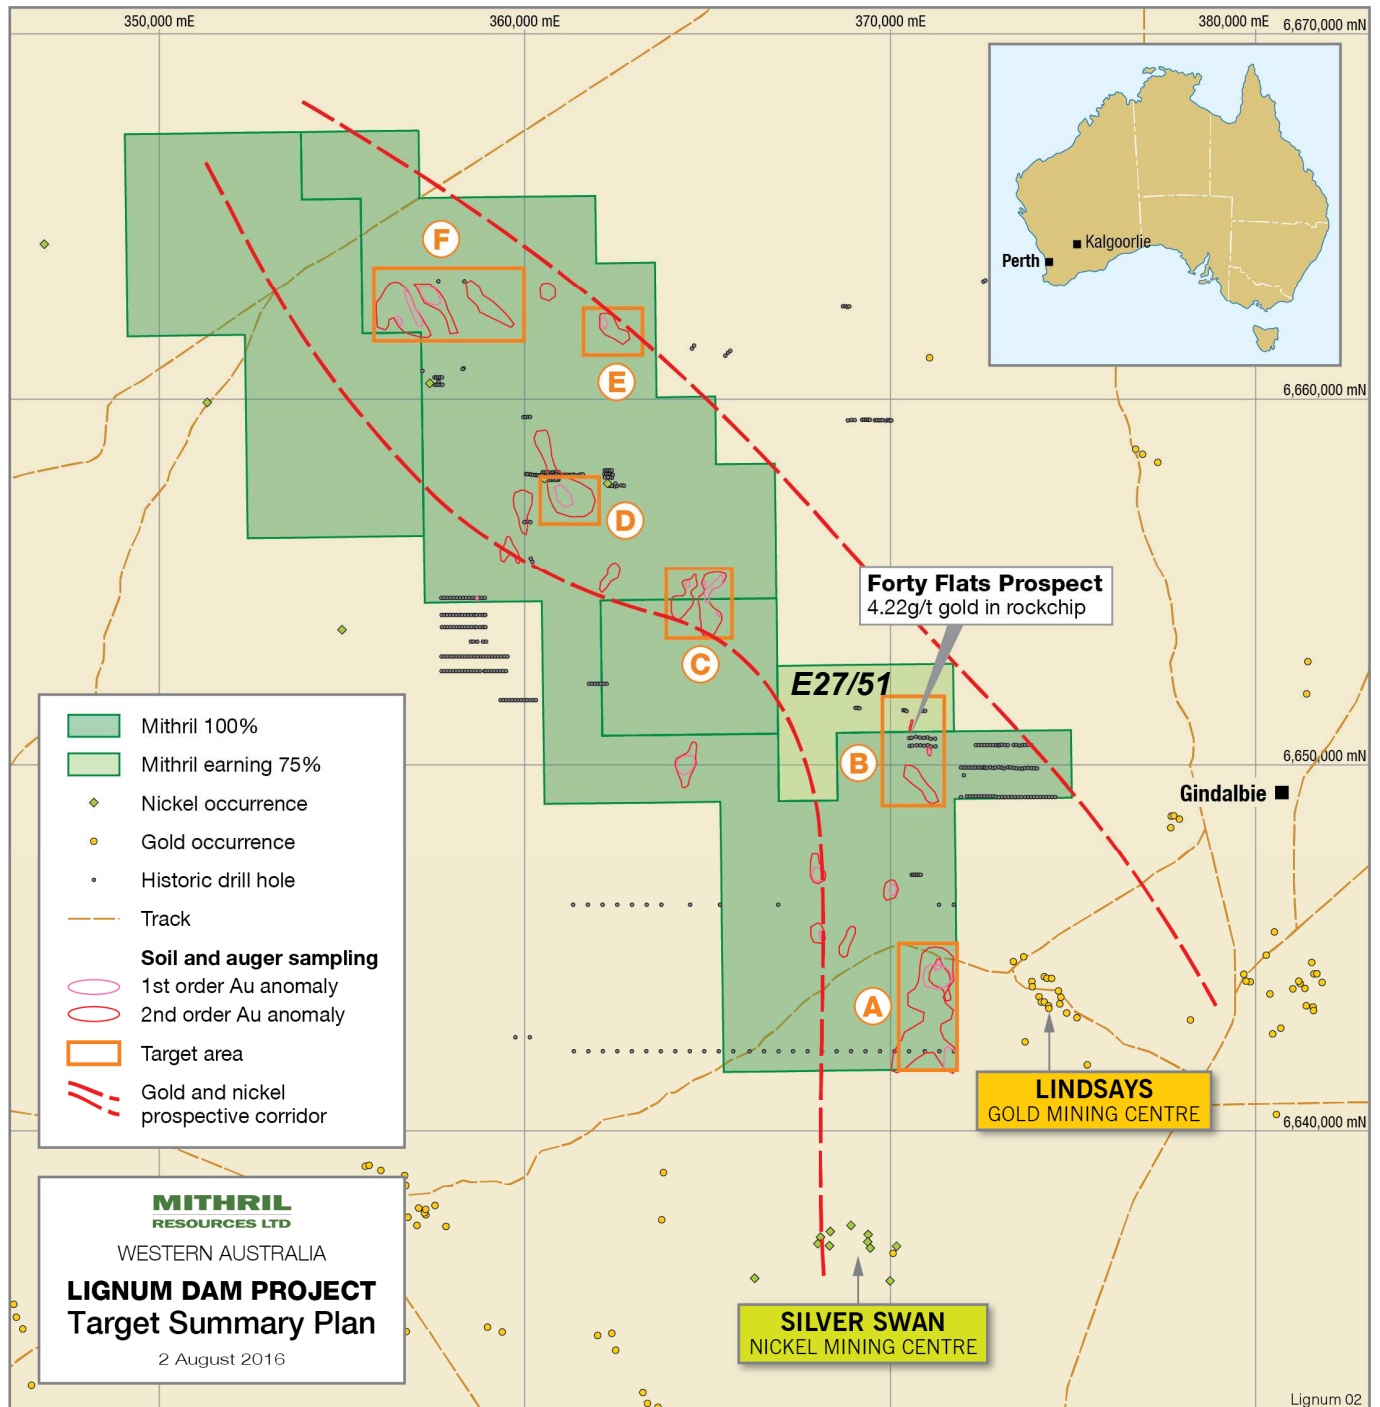 350,000 mE
360,000 mE
370,000 mE
380,000 mE
6,670,000 mN
Kalgoorlie
Perth
F
E
6,660,000 mN
D
Forty Flats Prospect
4.22g/t gold in rockchip
C
E27/51
B
6,650,000 mN
Gindalbie
A
Mithril 100%
Mithril earning 75%
Nickel occurrence
Gold occurrence
Historic drill hole
Track
Soil and auger sampling
1st order Au anomaly
2nd order Au anomaly
Target area
Gold and nickel
prospective corridor
LINDSAYS
GOLD MINING CENTRE
6,640,000 mN
MITHRIL
RESOURCES LTD
WESTERN AUSTRALIA
LIGNUM DAM PROJECT
Target Summary Plan
2 August 2016
SILVER SWAN
NICKEL MINING CENTRE
Lignum 02